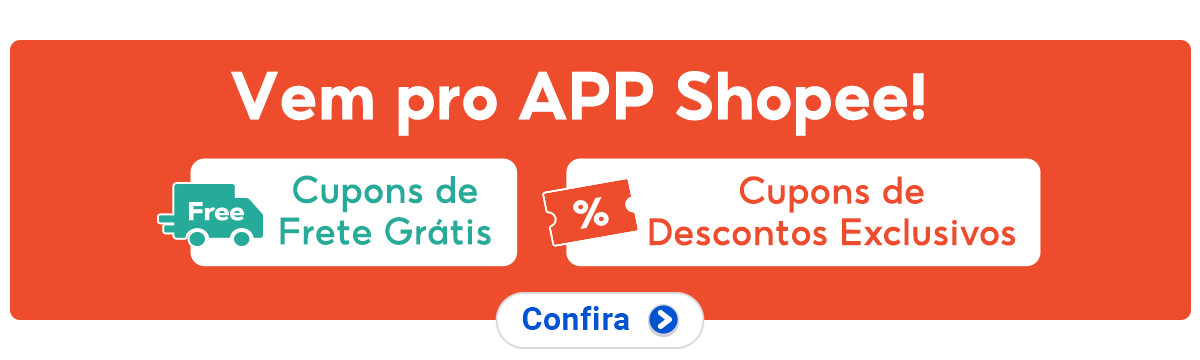 Vem pro APP Shopee!
Free
Cupons de
Frete Grátis
%
Cupons de
Descontos Exclusivos
Confira